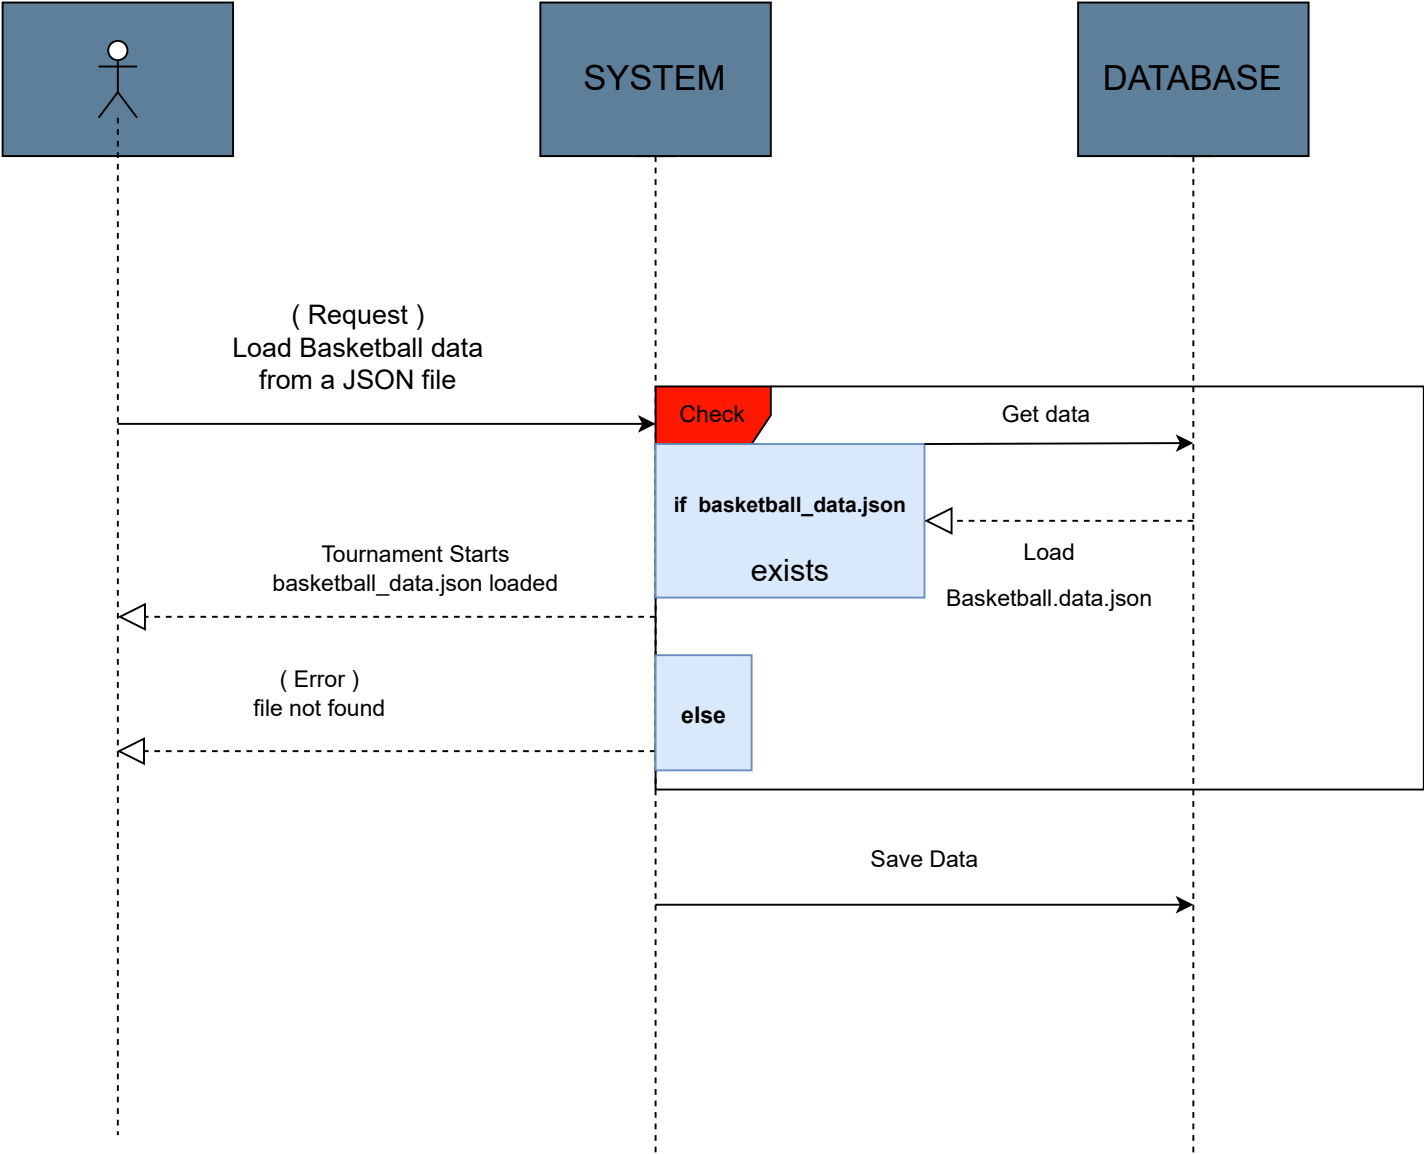 SYSTEM
DATABASE
( Request )
Load Basketball data
from a JSON file
Check
Get data
if  basketball_data.json
exists
Load
Basketball.data.json
Tournament Starts
basketball_data.json loaded
( Error )
file not found
else
Save Data